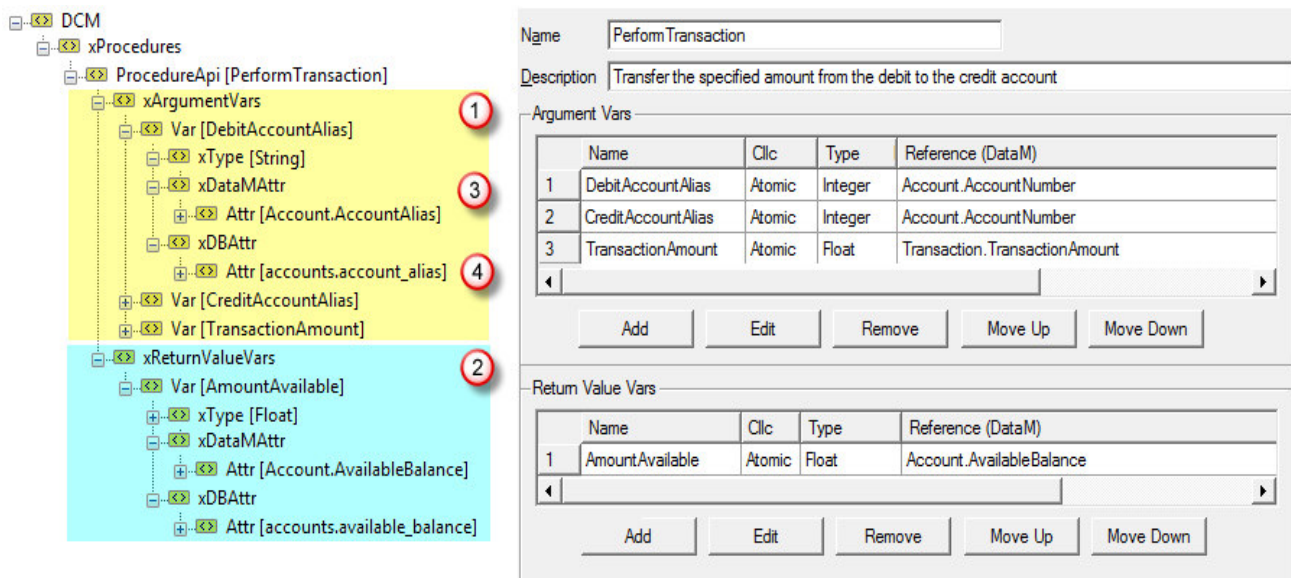 DCM
xProcedures
ProcedureApi [PerformTransaction]
xArgumentVars
1
Var [DebitAccountAlias]
xType [String]
xDataMAttr
3
Attr [Account.AccountAlias]
xDBAttr
Attr [accounts.account_alias]
4
Var [CreditAccountAlias]
Var [TransactionAmount]
xReturnValueVars
2
Var [AmountAvailable]
xType [Float]
xDataMAttr
Attr [Account.AvailableBalance]
xDBAttr
Attr [accounts.available_balance]
Name PerformTransaction
Description Transfer the specified amount from the debit to the credit account
Argument Vars
Name Cllc Type Reference (DataM)
1 DebitAccountAlias Atomic Integer Account.AccountNumber
2 CreditAccountAlias Atomic Integer Account.AccountNumber
3 TransactionAmount Atomic Float Transaction.TransactionAmount
Add Edit Remove Move Up Move Down
Return Value Vars
Name Cllc Type Reference (DataM)
1 AmountAvailable Atomic Float Account.AvailableBalance
Add Edit Remove Move Up Move Down